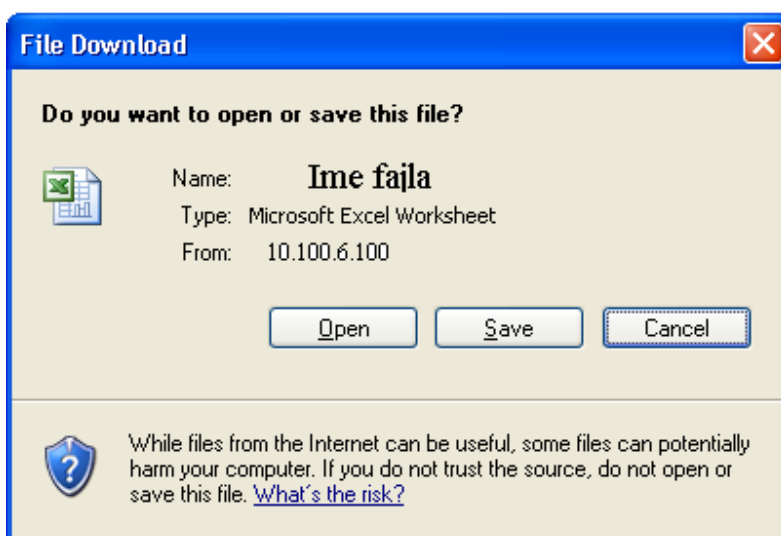 File Download
Do you want to open or save this file?
Name: Ime fajla
Type: Microsoft Excel Worksheet
From: 10.100.6.100
Open Save Cancel
While files from the Internet can be useful, some files can potentially
harm your computer. If you do not trust the source, do not open or
save this file. What's the risk?